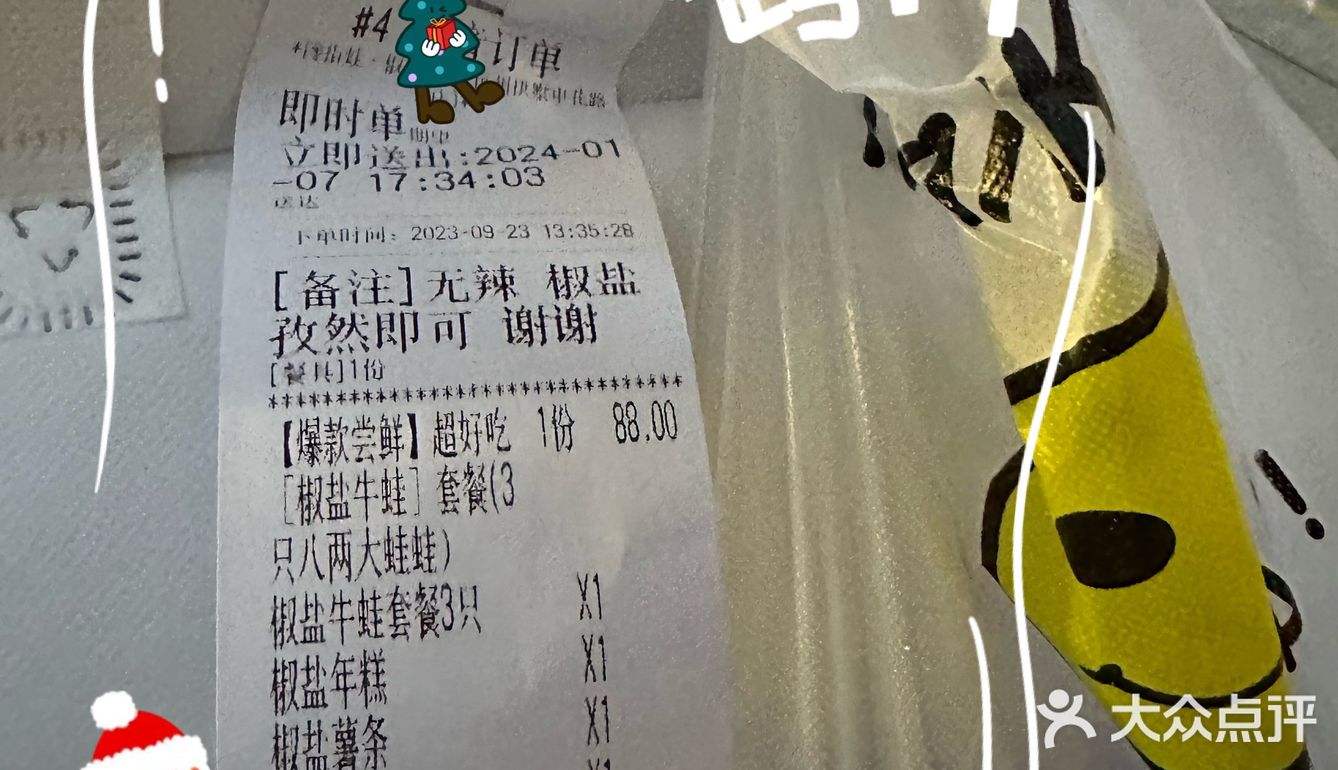 #4
订单
即时单
立即送出:2024-01
-07 17:34:03
送达
下单时间: 2023-09-23 13:35:28
[备注]无辣 椒盐
孜然即可 谢谢
[餐具]1份
********************************
【爆款尝鲜】超好吃 1份 88.00
[椒盐牛蛙] 套餐(3
只八两大蛙蛙)
椒盐牛蛙套餐3只 X1
椒盐年糕 X1
椒盐薯条 X1
X1
大众点评